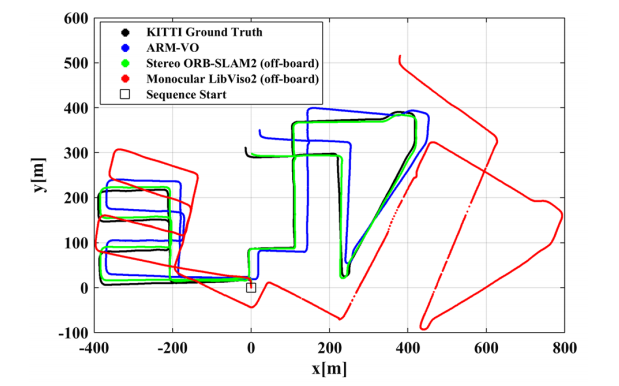 600
500
400
300
200
100
0
-100
y[m]
KITTI Ground Truth
ARM-VO
Stereo ORB-SLAM2 (off-board)
Monocular LibViso2 (off-board)
Sequence Start
-400 -200 0 200 400 600 800
x[m]